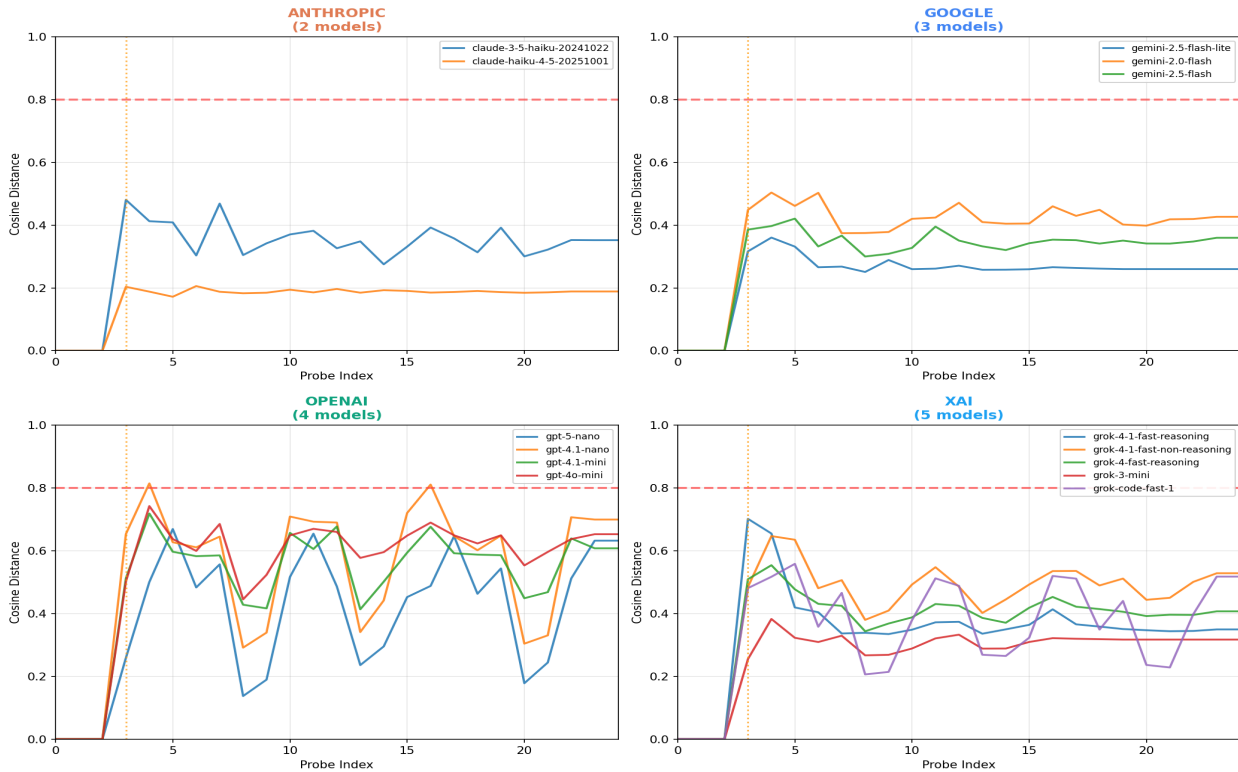 ANTHROPIC
(2 models)
1.0
0.8
0.6
0.4
0.2
0.0
Cosine Distance
0
5
10
15
20
Probe Index
claude-3-5-haiku-20241022
claude-haiku-4-5-20251001
GOOGLE
(3 models)
1.0
0.8
0.6
0.4
0.2
0.0
Cosine Distance
0
5
10
15
20
Probe Index
gemini-2.5-flash-lite
gemini-2.0-flash
gemini-2.5-flash
OPENAI
(4 models)
1.0
0.8
0.6
0.4
0.2
0.0
Cosine Distance
0
5
10
15
20
Probe Index
gpt-5-nano
gpt-4.1-nano
gpt-4.1-mini
gpt-4o-mini
XAI
(5 models)
1.0
0.8
0.6
0.4
0.2
0.0
Cosine Distance
0
5
10
15
20
Probe Index
grok-4-1-fast-reasoning
grok-4-1-fast-non-reasoning
grok-4-fast-reasoning
grok-3-mini
grok-code-fast-1